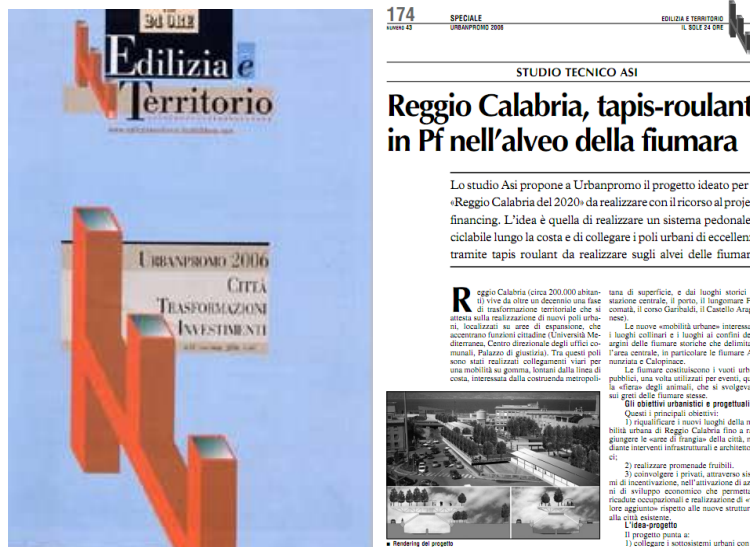 24 ORE
Edilizia e
Territorio
URBANPROMO 2006
CITTÀ
TRASFORMAZIONI
INVESTIMENTI
174
NUMERO 43
SPECIALE
URBANPROMO 2006
EDILIZIA E TERRITORIO
IL SOLE 24 ORE
STUDIO TECNICO ASI
Reggio Calabria, tapis-roulant
in Pf nell'alveo della fiumara
Lo studio Asi propone a Urbanpromo il progetto ideato per
«Reggio Calabria del 2020» da realizzare con il ricorso al proje
financing. L'idea è quella di realizzare un sistema pedonale
ciclabile lungo la costa e di collegare i poli urbani di eccellen
tramite tapis roulant da realizzare sugli alvei delle fiumar
Reggio Calabria (circa 200.000 abitan-
ti) vive da oltre un decennio una fase
di trasformazione territoriale che si
attesta sulla realizzazione di nuovi poli urba-
ni, localizzati su aree di espansione, che
accentrano funzioni cittadine (Università Me-
diterranea, Centro direzionale degli uffici co-
munali, Palazzo di giustizia). Tra questi poli
sono stati realizzati collegamenti viari per
una mobilità su gomma, lontani dalla linea di
costa, interessata dalla costruenda metropoli-
tana di superficie, e dai luoghi storici
stazione centrale, il porto, il lungomare F
comatà, il corso Garibaldi, il Castello Arag
nese).
Le nuove «mobilità urbane» interessa
i luoghi collinari e i luoghi ai confini de
argini delle fiumare storiche che delimita
l'area centrale, in particolare le fiumare A
nunziata e Calopinace.
Le fiumare costituiscono i vuoti urb
pubblici, una volta utilizzati per eventi, qu
la «fiera» degli animali, che si svolgeva
sui greti delle fiumare stesse.
Gli obiettivi urbanistici e progettuali
Questi i principali obiettivi:
1) riqualificare i nuovi luoghi della m
bilità urbana di Reggio Calabria fino a ra
giungere le «aree di frangia» della città, m
diante interventi infrastrutturali e architetto
ci;
2) realizzare promenade fruibili.
3) coinvolgere i privati, attraverso sis
mi di incentivazione, nell'attivazione di az
ni di sviluppo economico che permettu
ricadute occupazionali e realizzazione di «v
lore aggiunto» rispetto alle nuove struttur
alla città esistente.
L'idea-progetto
Il progetto punta a:
1) collegare i sottosistemi urbani con
Rendering del progetto